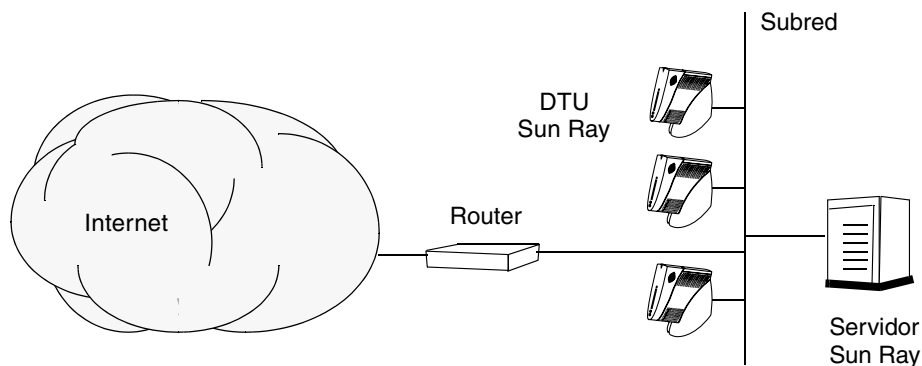 Subred
DTU
Sun Ray
Internet
Router
Servidor
Sun Ray